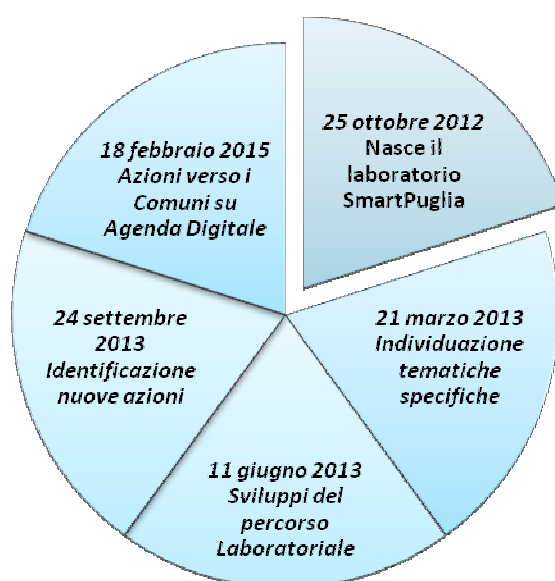 25 ottobre 2012
Nasce il
laboratorio
SmartPuglia
21 marzo 2013
Individuazione
tematiche
specifiche
11 giugno 2013
Sviluppi del
percorso
Laboratoriale
24 settembre
2013
Identificazione
nuove azioni
18 febbraio 2015
Azioni verso i
Comuni su
Agenda Digitale